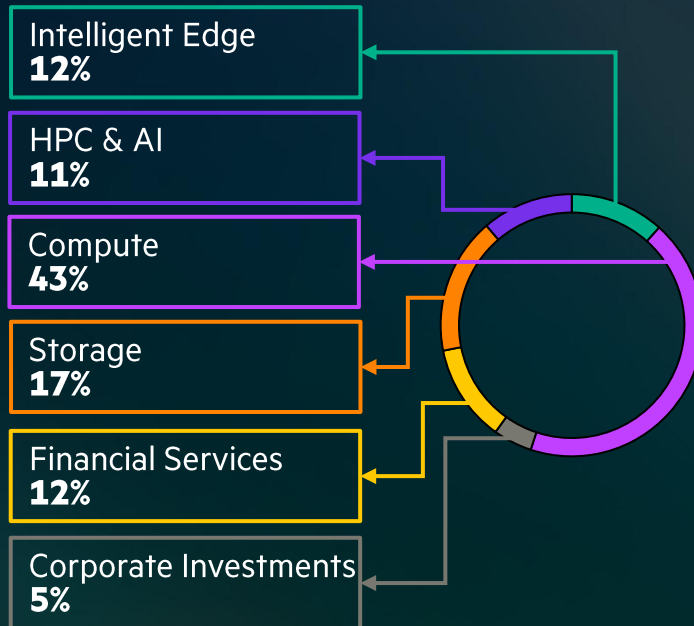 Intelligent Edge
12%
HPC & AI
11%
Compute
43%
Storage
17%
Financial Services
12%
Corporate Investments
5%